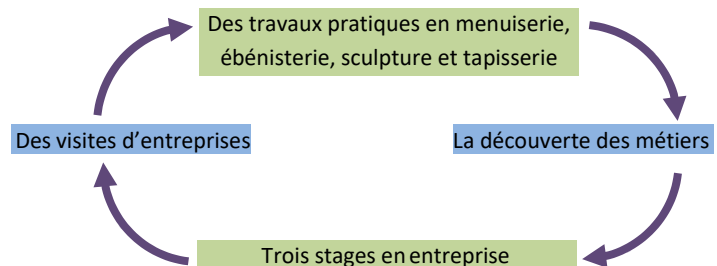 Des travaux pratiques en menuiserie,
ébénisterie, sculpture et tapisserie
Des visites d’entreprises
La découverte des métiers
Trois stages en entreprise